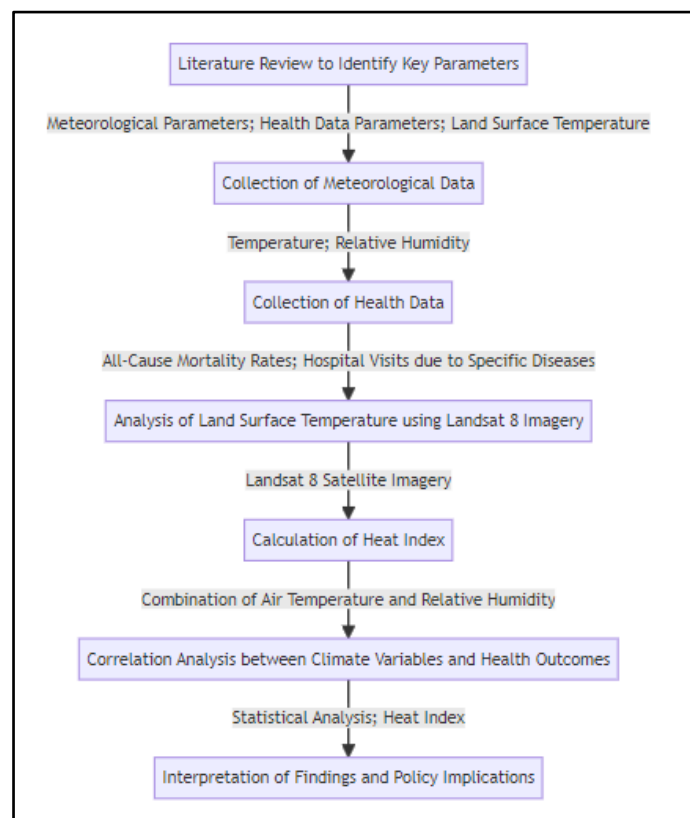 Literature Review to Identify Key Parameters
Meteorological Parameters; Health Data Parameters; Land Surface Temperature
Collection of Meteorological Data
Temperature; Relative Humidity
Collection of Health Data
All-Cause Mortality Rates; Hospital Visits due to Specific Diseases
Analysis of Land Surface Temperature using Landsat 8 Imagery
Landsat 8 Satellite Imagery
Calculation of Heat Index
Combination of Air Temperature and Relative Humidity
Correlation Analysis between Climate Variables and Health Outcomes
Statistical Analysis; Heat Index
Interpretation of Findings and Policy Implications